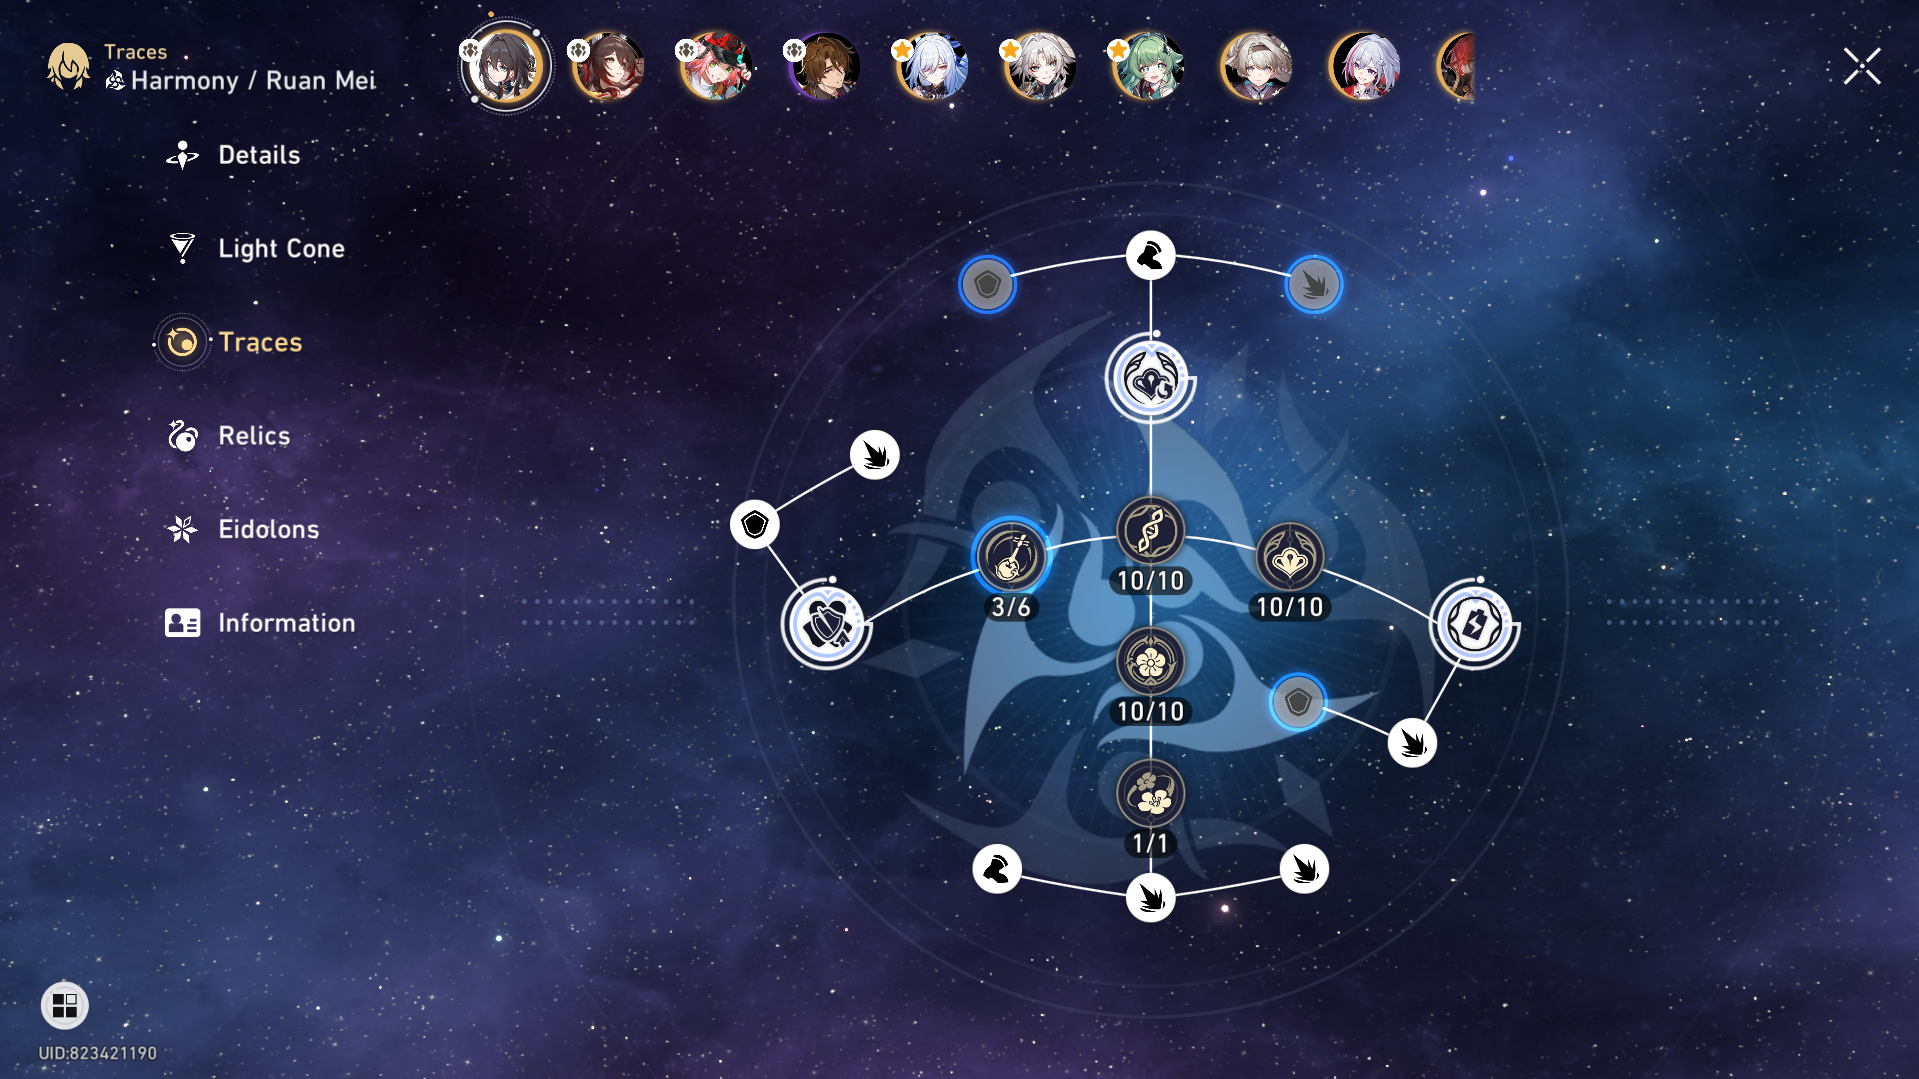 Traces
Harmony / Ruan Mei
Details
Light Cone
Traces
Relics
Eidolons
Information
3/6
10/10
10/10
10/10
1/1
UID:823421190